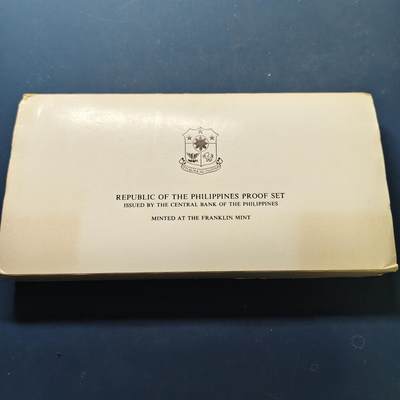 REPUBLIC OF THE PHILIPPINES PROOF SET
ISSUED BY THE CENTRAL BANK OF THE PHILIPPINES
MINTED AT THE FRANKLIN MINT